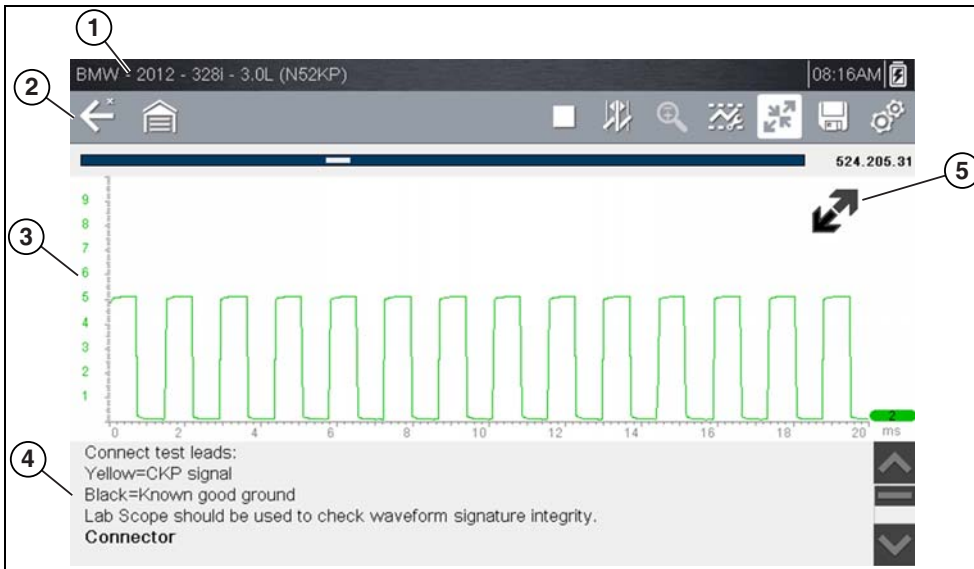 1
BMW - 2012 - 328i - 3.0L (N52KP)
08:16AM
2
524.205.31
5
9
8
7
6
3
5
4
3
2
1
2
0 2 4 6 8 10 12 14 16 18 20 ms
4
Connect test leads:
Yellow=CKP signal
Black=Known good ground
Lab Scope should be used to check waveform signature integrity.
Connector